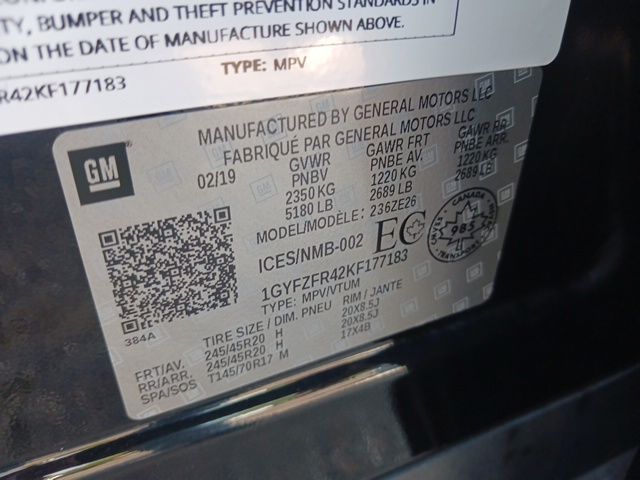 TY, BUMPER AND THEFT PREVENTION STANDARDS IN
ON THE DATE OF MANUFACTURE SHOWN ABOVE.
R42KF177183
TYPE: MPV
GM
MANUFACTURED BY GENERAL MOTORS LLC
FABRIQUÉ PAR GENERAL MOTORS LLC
02/19 GVWR GAWR FRT GAWR RR
PNBV PNBE AV. PNBE ARR.
2350 KG 1220 KG 1220 KG
5180 LB 2689 LB 2689 LB
MODEL/MODÈLE: 236ZE26
ICES/NMB-002 EC
CANADA
985
1GYFZFR42KF177183
TYPE: MPV/VTUM
384A
TIRE SIZE/DIM. PNEU RIM / JANTE
FRT/AV. 245/45R20 H 20X8.5J
RR/ARR. 245/45R20 H 20X8.5J
SPA/SOS T145/70R17 M 17X4B